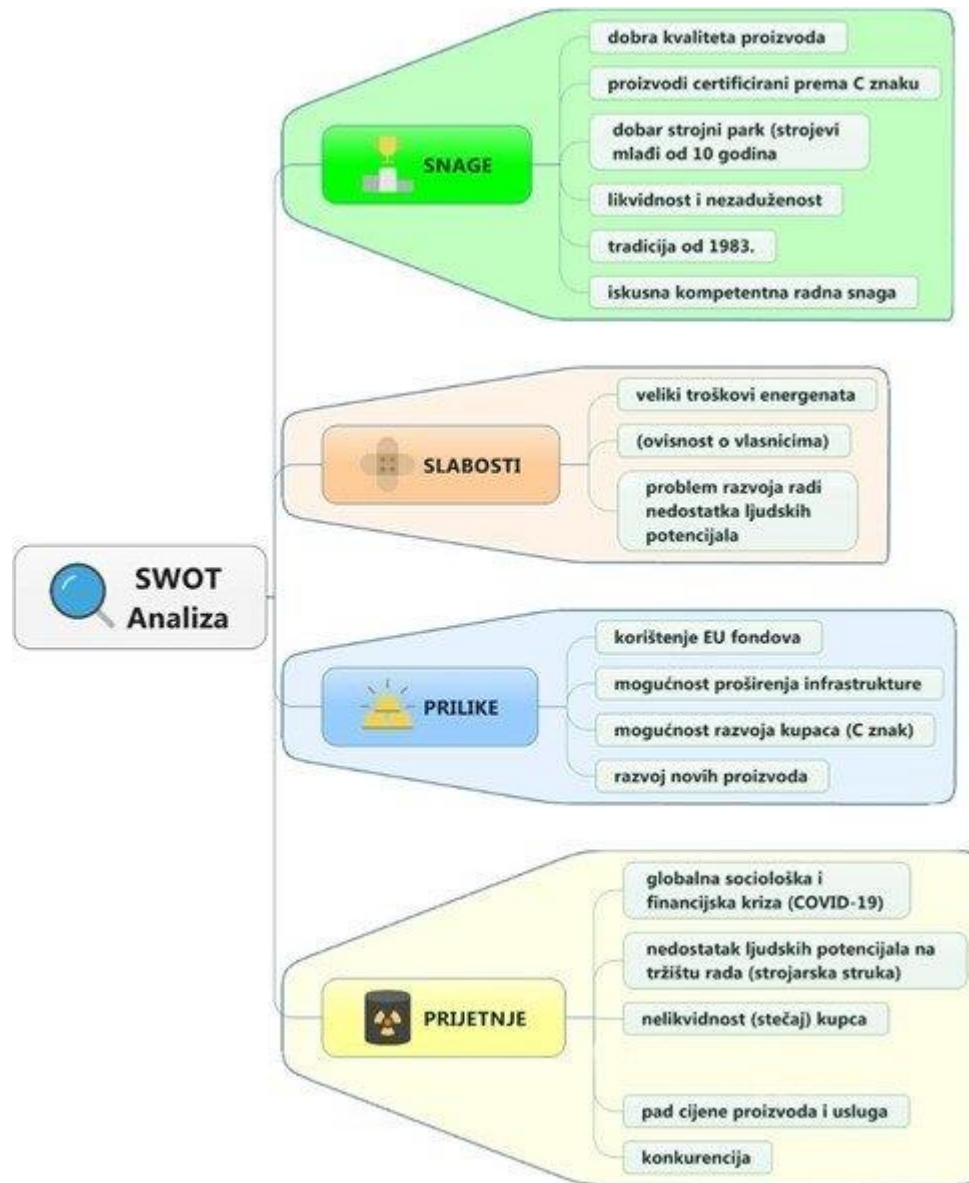 SWOT
Analiza
SNAGE
dobra kvaliteta proizvoda
proizvodi certificirani prema C znaku
dobar strojni park (strojevi
mlađi od 10 godina
likvidnost i nezaduženost
tradicija od 1983.
iskusna kompetentna radna snaga
SLABOSTI
veliki troškovi energenata
(ovisnost o vlasnicima)
problem razvoja radi
nedostatka ljudskih
potencijala
PRILIKE
korištenje EU fondova
mogućnost proširenja infrastrukture
mogućnost razvoja kupaca (C znak)
razvoj novih proizvoda
PRIJETNJE
globalna sociološka i
financijska kriza (COVID-19)
nedostatak ljudskih potencijala na
tržištu rada (strojarska struka)
nelikvidnost (stečaj) kupca
pad cijene proizvoda i usluga
konkurencija